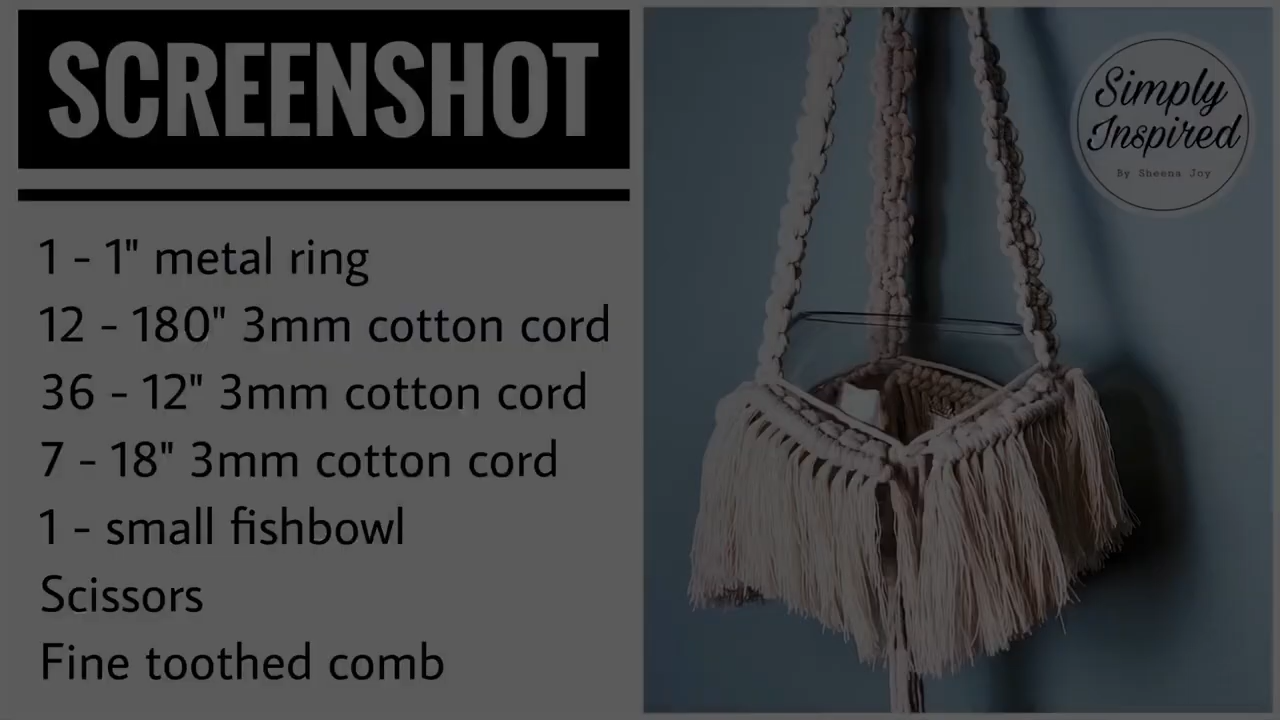 SCREENSHOT
1 - 1" metal ring
12 - 180" 3mm cotton cord
36 - 12" 3mm cotton cord
7 - 18" 3mm cotton cord
1 - small fishbowl
Scissors
Fine toothed comb
Simply
Inspired
By Sheena Joy